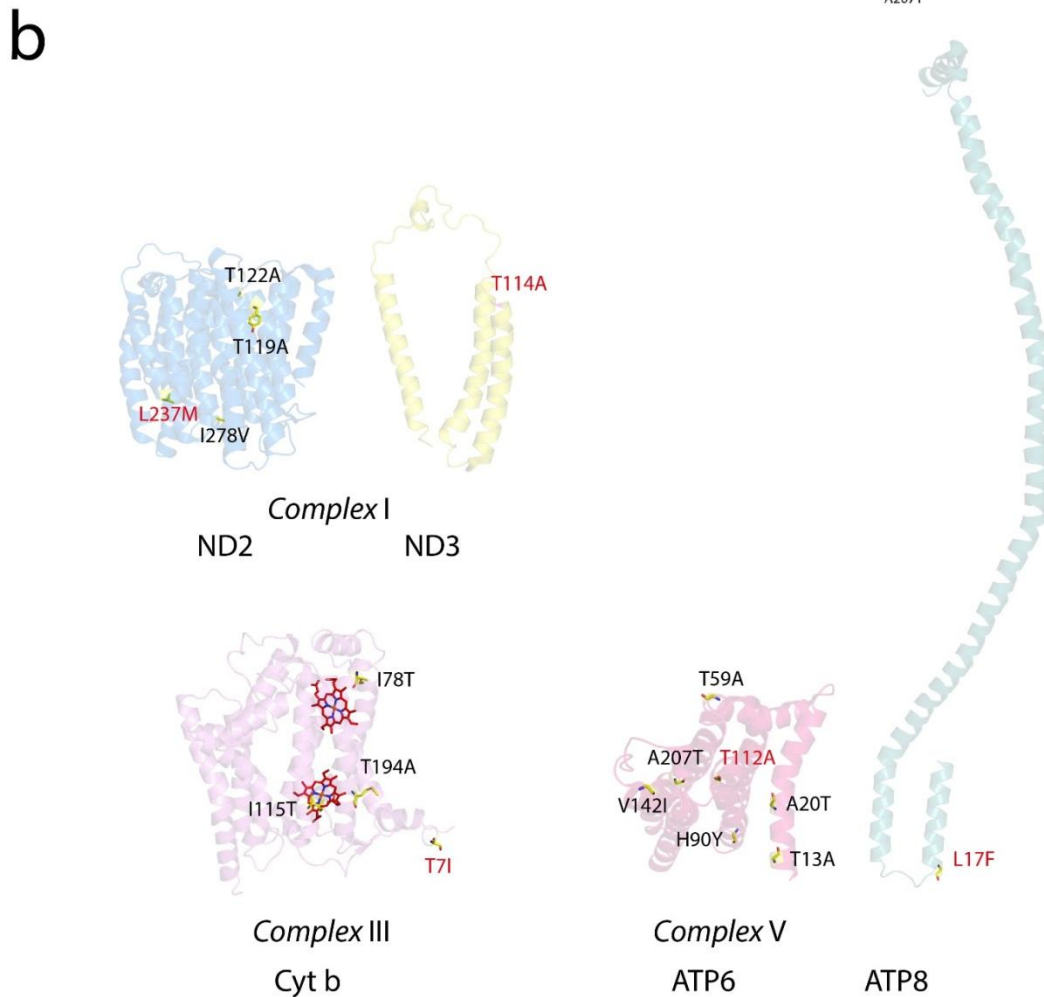 b
T122A
T119A
L237M
I278V
T114A
Complex I
ND2 ND3
I78T
T194A
I115T
T7I
Complex III
Cyt b
T59A
A207T T112A
V142I
A20T
H90Y
T13A
L17F
Complex V
ATP6 ATP8